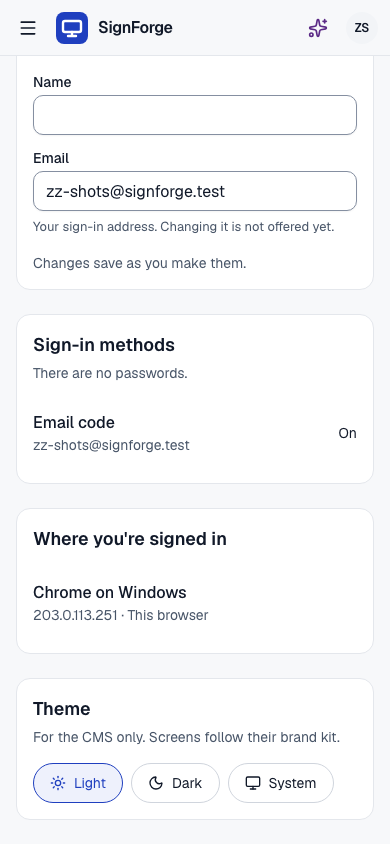 SignForge
ZS
Name
Email
zz-shots@signforge.test
Your sign-in address. Changing it is not offered yet.
Changes save as you make them.
Sign-in methods
There are no passwords.
Email code
zz-shots@signforge.test
On
Where you're signed in
Chrome on Windows
203.0.113.251 · This browser
Theme
For the CMS only. Screens follow their brand kit.
Light
Dark
System